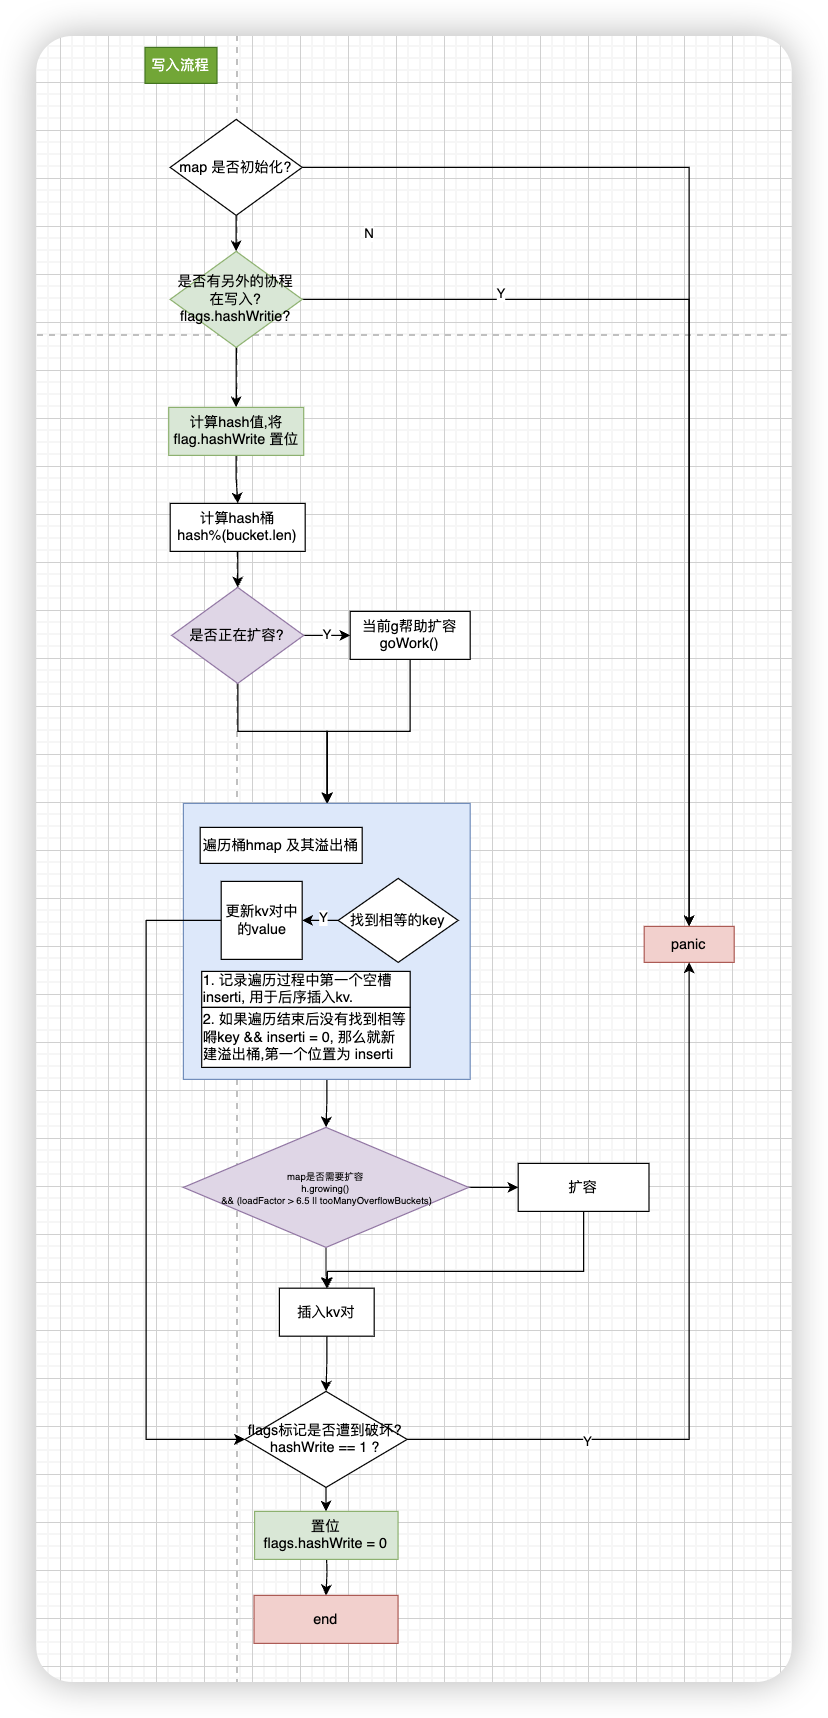 写入流程
map 是否初始化?
N
是否有另外的协程
在写入?
flags.hashWritie?
Y
计算hash值,将
flag.hashWrite 置位
计算hash桶
hash%(bucket.len)
是否正在扩容?
Y
当前g帮助扩容
goWork()
遍历桶hmap 及其溢出桶
更新kv对中
的value
Y
找到相等的key
1. 记录遍历过程中第一个空槽
inserti, 用于后序插入kv.
2. 如果遍历结束后没有找到相等
嘚key && inserti = 0, 那么就新
建溢出桶,第一个位置为 inserti
panic
map是否需要扩容
h.growing()
&& (loadFactor > 6.5 || tooManyOverflowBuckets)
扩容
插入kv对
flags标记是否遭到破坏?
hashWrite == 1 ?
Y
置位
flags.hashWrite = 0
end